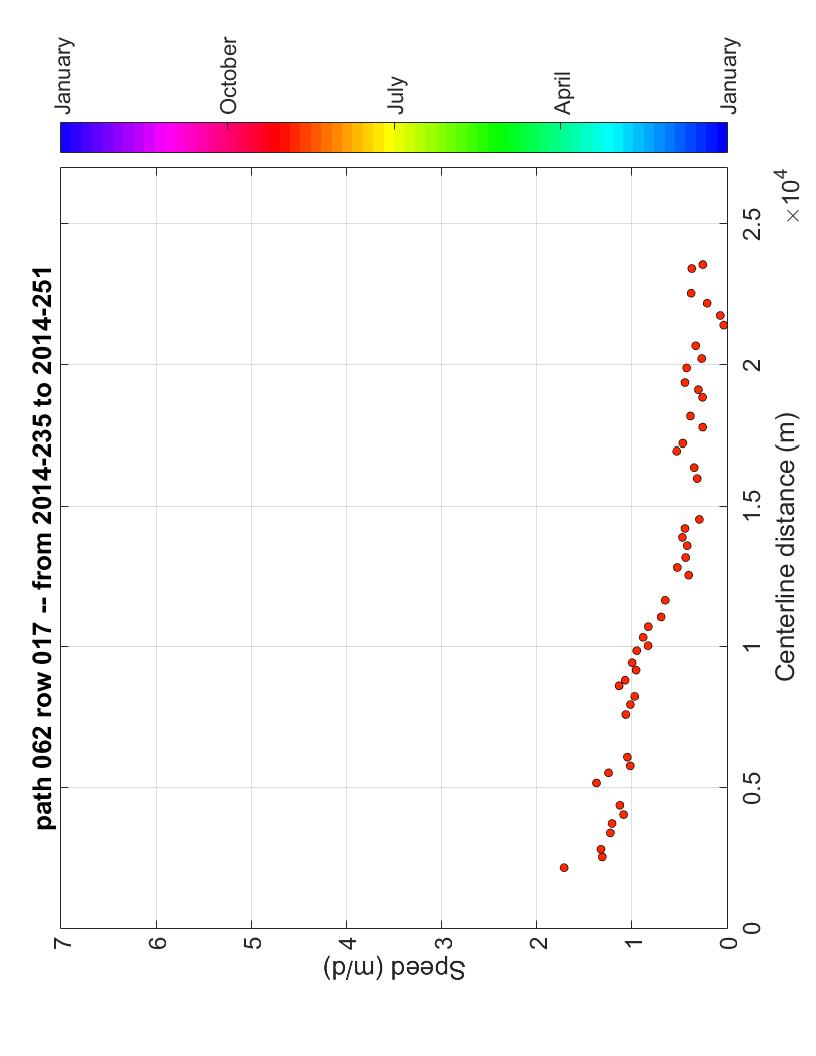 path 062 row 017 -- from 2014-235 to 2014-251
7
6
5
4
3
2
1
0
Speed (m/d)
0
0.5
1
1.5
2
2.5
×10^4
Centerline distance (m)
January
October
July
April
January